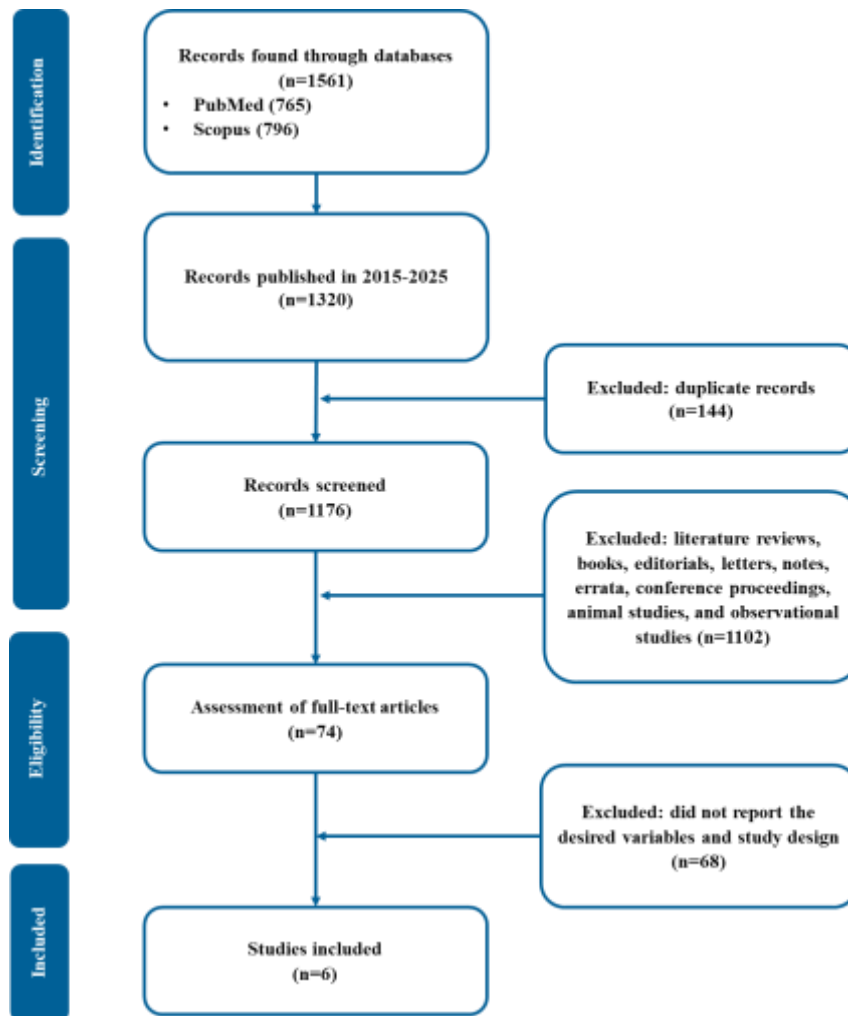 Identification
Records found through databases
(n=1561)
• PubMed (765)
• Scopus (796)
Screening
Records published in 2015-2025
(n=1320)
Excluded: duplicate records
(n=144)
Records screened
(n=1176)
Excluded: literature reviews,
books, editorials, letters, notes,
errata, conference proceedings,
animal studies, and observational
studies (n=1102)
Eligibility
Assessment of full-text articles
(n=74)
Excluded: did not report the
desired variables and study design
(n=68)
Included
Studies included
(n=6)